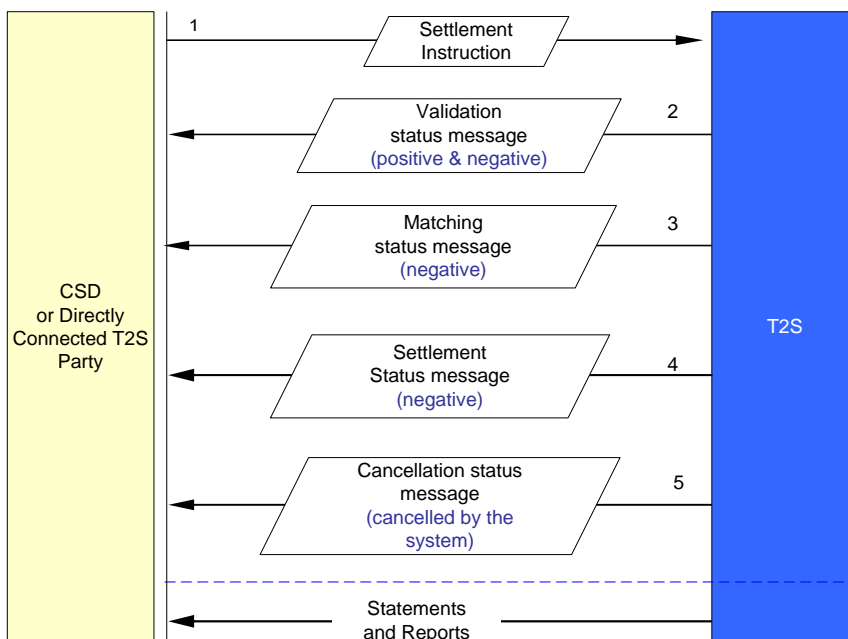 1
Settlement
Instruction
Validation
status message
(positive & negative)
2
Matching
status message
(negative)
3
CSD
or Directly
Connected T2S
Party
T2S
Settlement
Status message
(negative)
4
Cancellation status
message
(cancelled by the
system)
5
Statements
and Reports